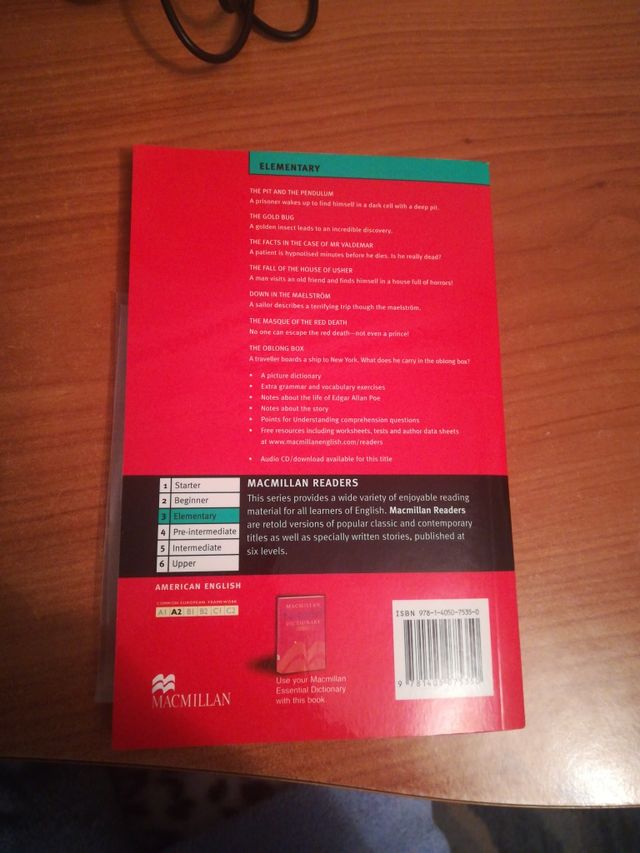 ELEMENTARY
THE PIT AND THE PENDULUM
A prisoner wakes up to find himself in a dark cell with a deep pit.
THE GOLD BUG
A golden insect leads to an incredible discovery.
THE FACTS IN THE CASE OF MR VALDEMAR
A patient is hypnotised minutes before he dies. Is he really dead?
THE FALL OF THE HOUSE OF USHER
A man visits an old friend and finds himself in a house full of horrors!
DOWN IN THE MAELSTRÖM
A sailor describes a terrifying trip though the maelström.
THE MASQUE OF THE RED DEATH
No one can escape the red death—not even a prince!
THE OBLONG BOX
A traveller boards a ship to New York. What does he carry in the oblong box?
• A picture dictionary
• Extra grammar and vocabulary exercises
• Notes about the life of Edgar Allan Poe
• Notes about the story
• Points for Understanding comprehension questions
• Free resources including worksheets, tests and author data sheets
at www.macmillanenglish.com/readers
• Audio CD/download available for this title
1 Starter
2 Beginner
3 Elementary
4 Pre-intermediate
5 Intermediate
6 Upper
MACMILLAN READERS
This series provides a wide variety of enjoyable reading
material for all learners of English. Macmillan Readers
are retold versions of popular classic and contemporary
titles as well as specially written stories, published at
six levels.
AMERICAN ENGLISH
COMMON EUROPEAN FRAMEWORK
A1 A2 B1 B2 C1 C2
MACMILLAN
MACMILLAN
DICTIONARY
Use your Macmillan
Essential Dictionary
with this book.
ISBN 978-1-4050-7535-0